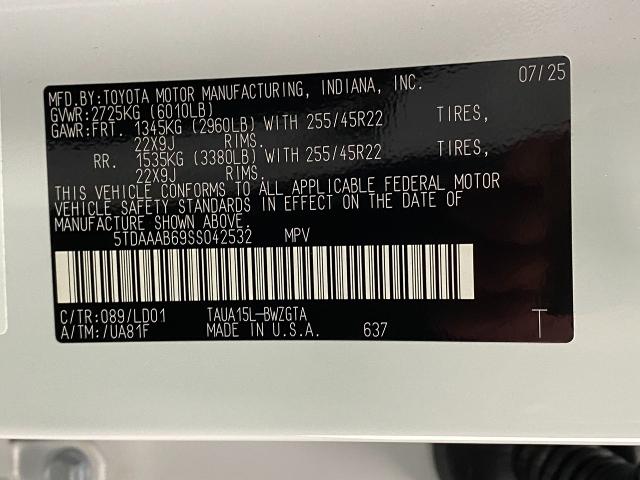 MFD.BY:TOYOTA MOTOR MANUFACTURING, INDIANA, INC. 07/25
GVWR:2725KG (6010LB)
GAWR:FRT. 1345KG (2960LB) WITH 255/45R22 TIRES,
22X9J RIMS.
RR. 1535KG (3380LB) WITH 255/45R22 TIRES,
22X9J RIMS.
THIS VEHICLE CONFORMS TO ALL APPLICABLE FEDERAL MOTOR
VEHICLE SAFETY STANDARDS IN EFFECT ON THE DATE OF
MANUFACTURE SHOWN ABOVE.
5TDAAAB69SS042532 MPV
C/TR:089/LD01 TAUA15L-BWZGTA
A/TM:/UA81F MADE IN U.S.A. 637 T